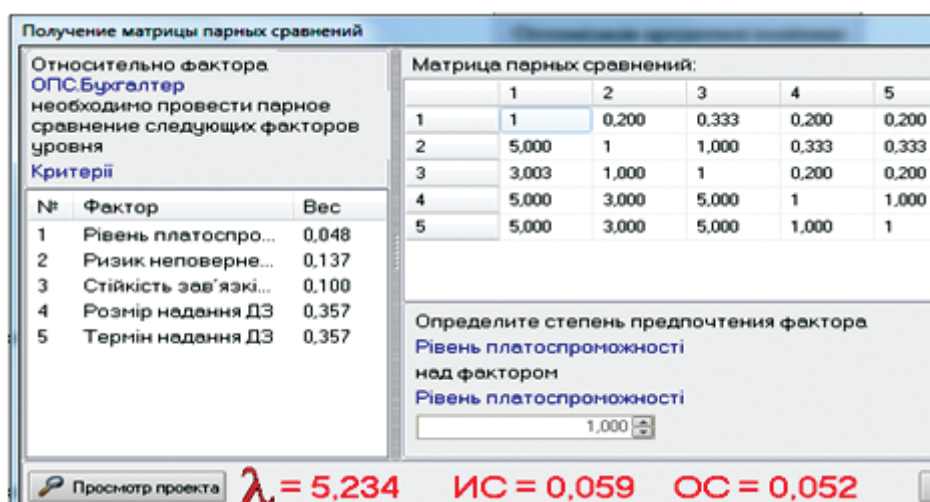 Получение матрицы парных сравнений
Относительно фактора
ОПС.Бухгалтер
необходимо провести парное
сравнение следующих факторов
уровня
Критерії
№ Фактор Вес
1 Рівень платоспро... 0,048
2 Ризик неповерне... 0,137
3 Стійкість зав'язкі... 0,100
4 Розмір надання ДЗ 0,357
5 Термін надання ДЗ 0,357
Матрица парных сравнений:
1 2 3 4 5
1 1 0,200 0,333 0,200 0,200
2 5,000 1 1,000 0,333 0,333
3 3,003 1,000 1 0,200 0,200
4 5,000 3,000 5,000 1 1,000
5 5,000 3,000 5,000 1,000 1
Определите степень предпочтения фактора
Рівень платоспроможності
над фактором
Рівень платоспроможності
1,000
Просмотр проекта
λ = 5,234 ИС = 0,059 ОС = 0,052